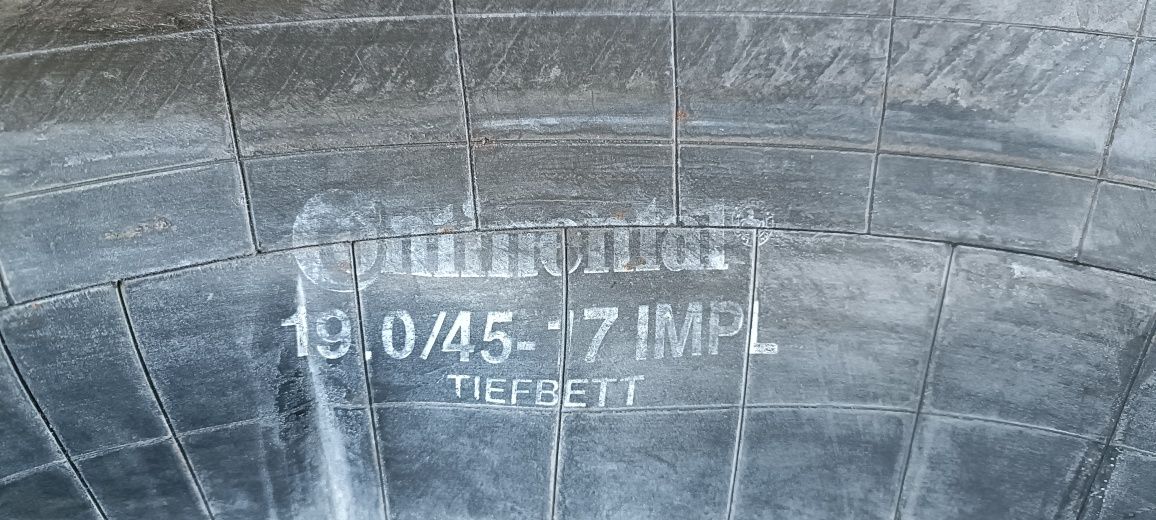 Continental
19.0/45-17 IMPL
TIEFBETT